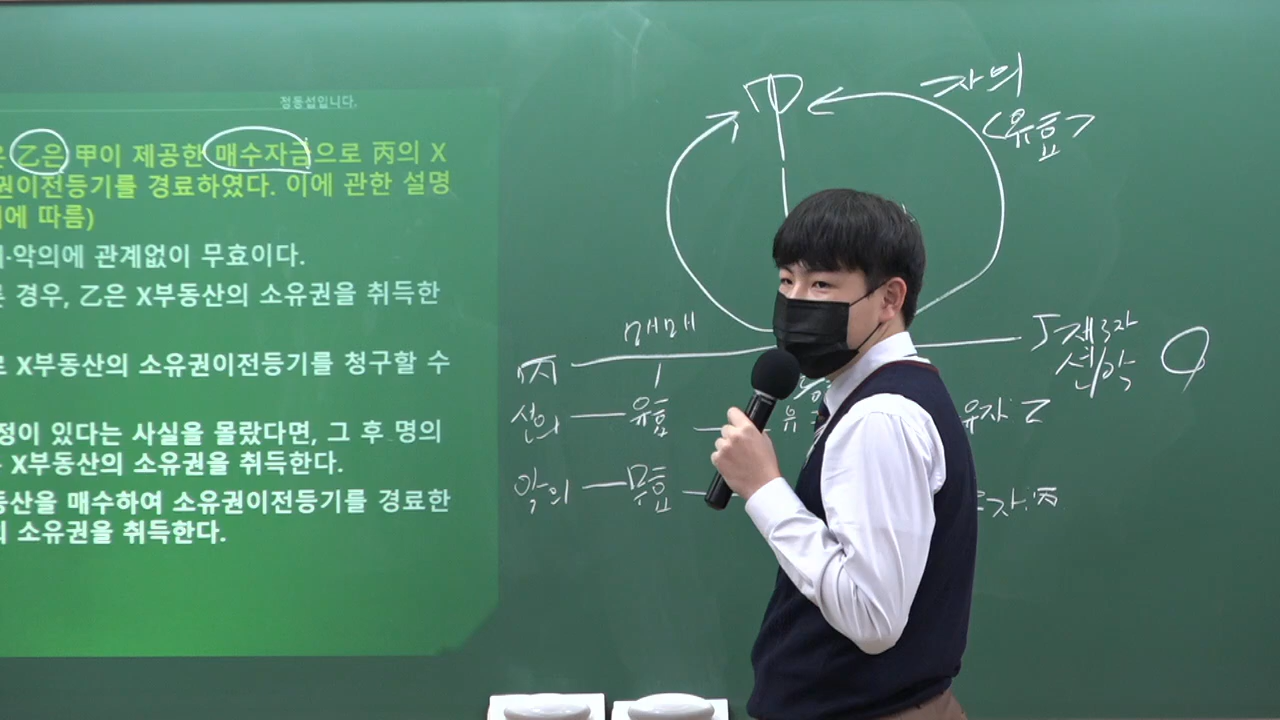 정동섭입니다.
은 乙은 甲이 제공한 매수자금으로 丙의 X
권이전등기를 경료하였다. 이에 관한 설명
에 따름)
·악의에 관계없이 무효이다.
경우, 乙은 X부동산의 소유권을 취득한
로 X부동산의 소유권이전등기를 청구할 수
정이 있다는 사실을 몰랐다면, 그 후 명의
X부동산의 소유권을 취득한다.
동산을 매수하여 소유권이전등기를 경료한
소유권을 취득한다.
甲
자의
<유효>
매매
丙
丁제3자
선/악
선의 유효
유
유자 乙
악의 무효
자 丙